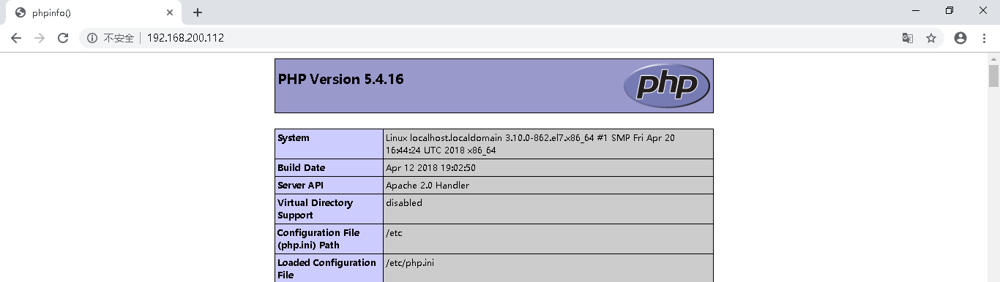 phpinfo()
不安全 192.168.200.112
PHP Version 5.4.16
php
System
Linux localhost.localdomain 3.10.0-862.el7.x86_64 #1 SMP Fri Apr 20
16:44:24 UTC 2018 x86_64
Build Date
Apr 12 2018 19:02:50
Server API
Apache 2.0 Handler
Virtual Directory
Support
disabled
Configuration File
(php.ini) Path
/etc
Loaded Configuration
File
/etc/php.ini